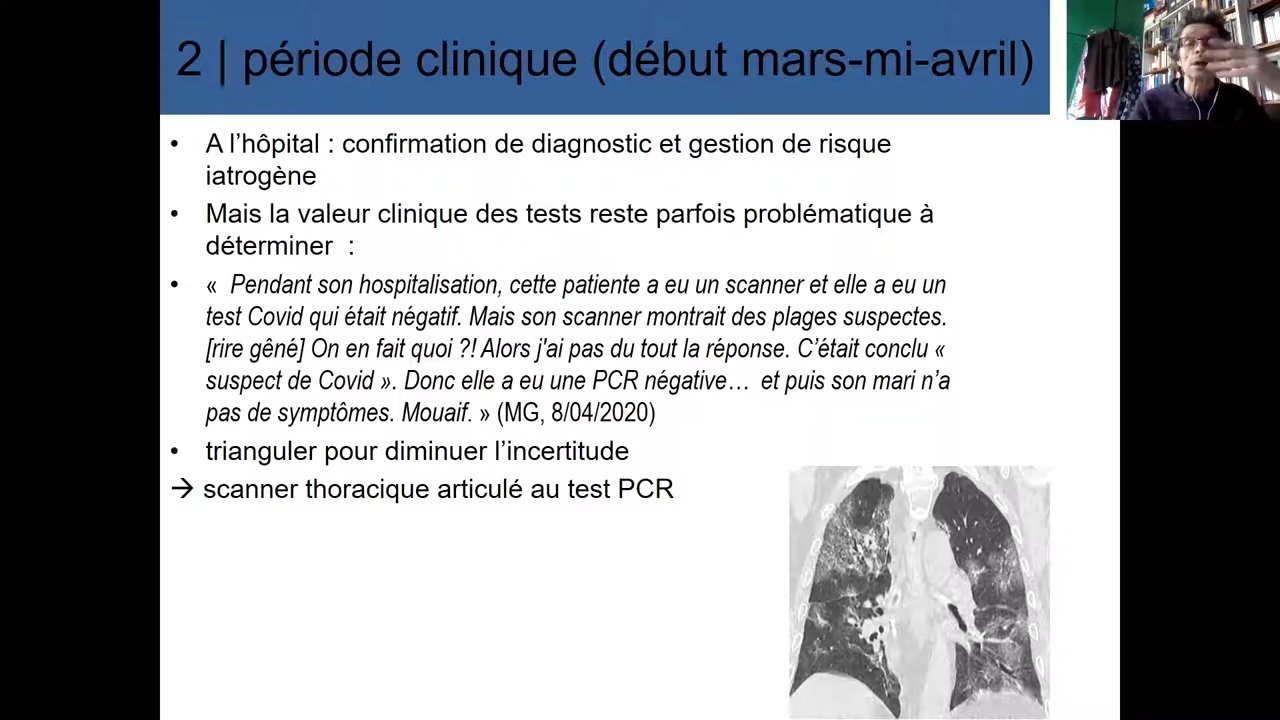 2 | période clinique (début mars-mi-avril)
• A l’hôpital : confirmation de diagnostic et gestion de risque
iatrogène
• Mais la valeur clinique des tests reste parfois problématique à
déterminer  :
• «  Pendant son hospitalisation, cette patiente a eu un scanner et elle a eu un
test Covid qui était négatif. Mais son scanner montrait des plages suspectes.
[rire gêné] On en fait quoi ?! Alors j'ai pas du tout la réponse. C’était conclu «
suspect de Covid ». Donc elle a eu une PCR négative…  et puis son mari n’a
pas de symptômes. Mouaif. » (MG, 8/04/2020)
• trianguler pour diminuer l’incertitude
→ scanner thoracique articulé au test PCR